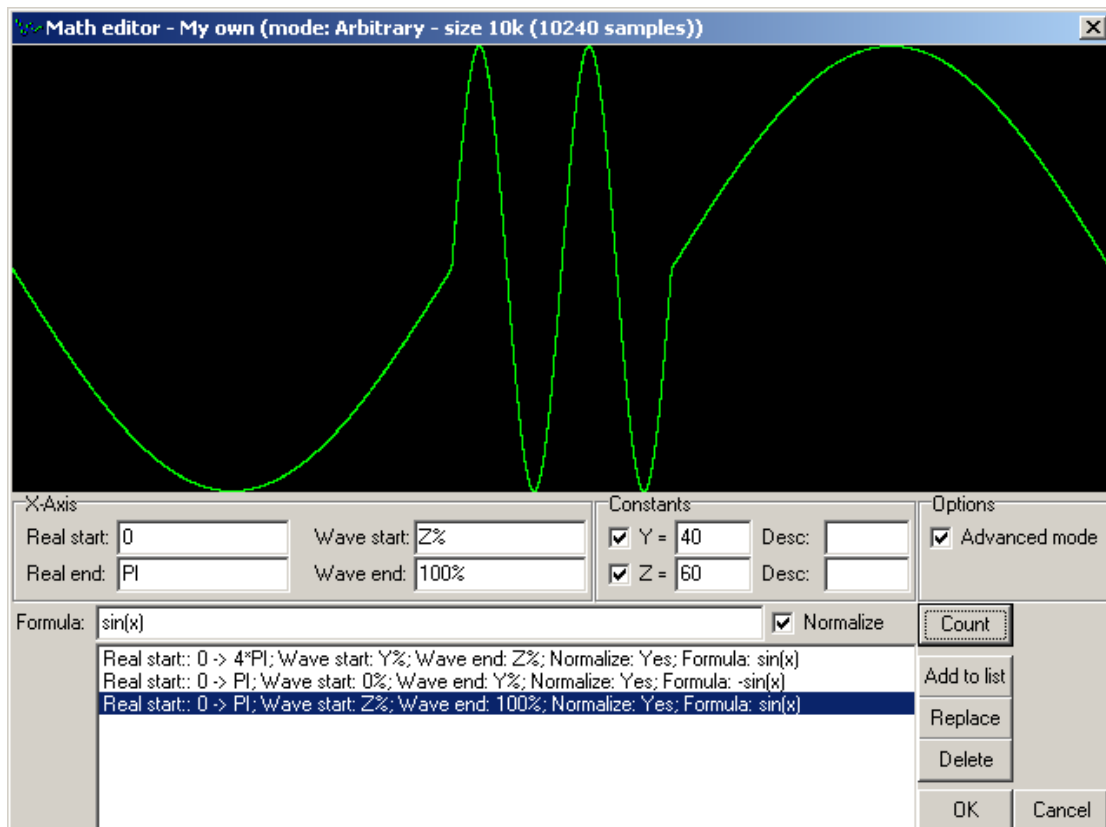 Math editor - My own (mode: Arbitrary - size 10k (10240 samples))
X-Axis
Real start: 0 Wave start: Z%
Real end: PI Wave end: 100%
Constants
Y = 40 Desc:
Z = 60 Desc:
Options
Advanced mode
Formula: sin(x) Normalize Count
Real start:: 0 -> 4*PI; Wave start: Y%; Wave end: Z%; Normalize: Yes; Formula: sin(x)
Real start:: 0 -> PI; Wave start: 0%; Wave end: Y%; Normalize: Yes; Formula: -sin(x)
Real start:: 0 -> PI; Wave start: Z%; Wave end: 100%; Normalize: Yes; Formula: sin(x)
Add to list
Replace
Delete
OK Cancel